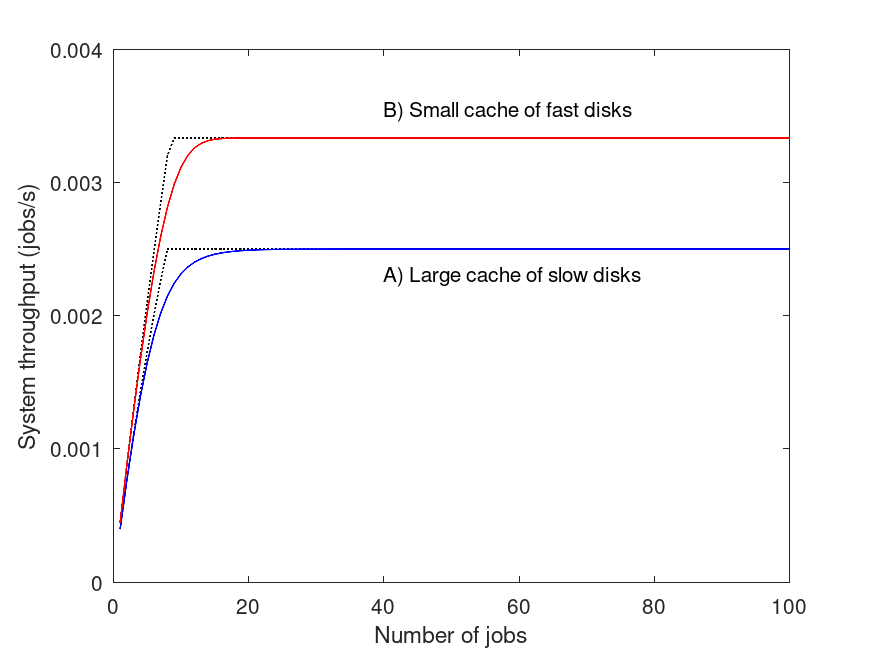 0.004
0.003
0.002
0.001
0
System throughput (jobs/s)
B) Small cache of fast disks
A) Large cache of slow disks
0 20 40 60 80 100
Number of jobs